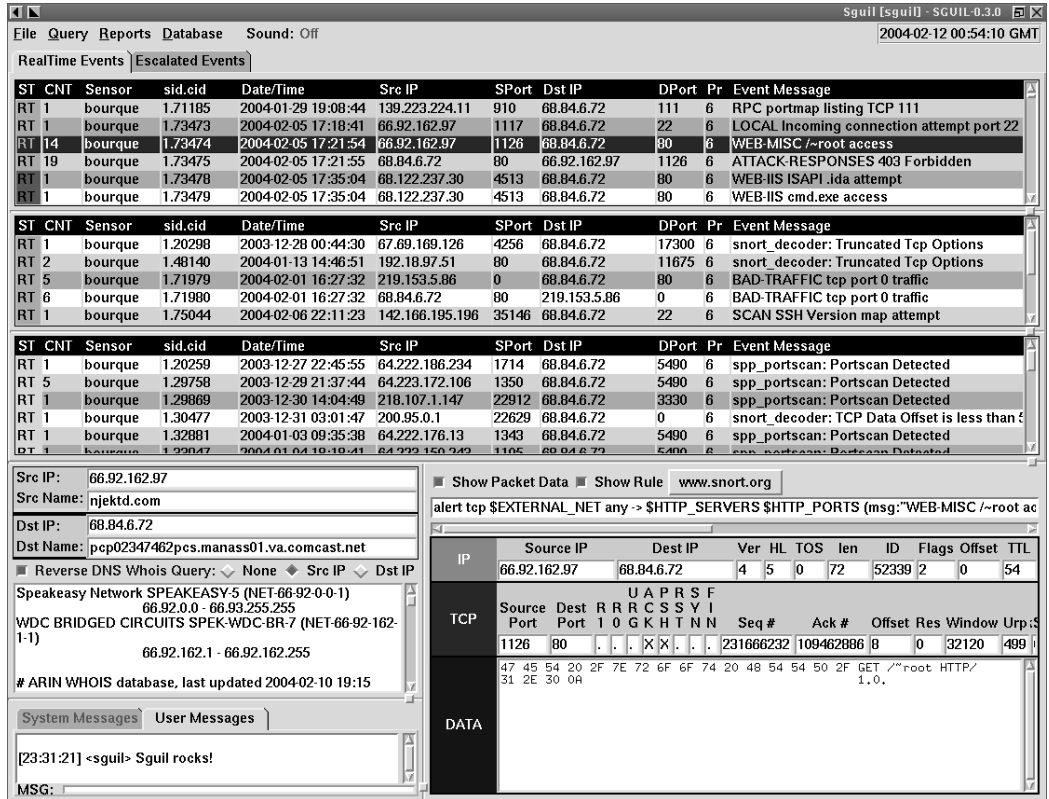 Sguil [sguil] - SGUIL-0.3.0
File Query Reports Database Sound: Off 2004-02-12 00:54:10 GMT
RealTime Events Escalated Events
ST CNT Sensor sid.cid Date/Time Src IP SPort Dst IP DPort Pr Event Message
RT 1 bourque 1.71185 2004-01-29 19:08:44 139.223.224.11 910 68.84.6.72 111 6 RPC portmap listing TCP 111
RT 1 bourque 1.73473 2004-02-05 17:18:41 66.92.162.97 1117 68.84.6.72 22 6 LOCAL Incoming connection attempt port 22
RT 14 bourque 1.73474 2004-02-05 17:21:54 66.92.162.97 1126 68.84.6.72 80 6 WEB-MISC /~root access
RT 19 bourque 1.73475 2004-02-05 17:21:55 68.84.6.72 80 66.92.162.97 1126 6 ATTACK-RESPONSES 403 Forbidden
RT 1 bourque 1.73478 2004-02-05 17:35:04 68.122.237.30 4513 68.84.6.72 80 6 WEB-IIS ISAPI .ida attempt
RT 1 bourque 1.73479 2004-02-05 17:35:04 68.122.237.30 4513 68.84.6.72 80 6 WEB-IIS cmd.exe access
ST CNT Sensor sid.cid Date/Time Src IP SPort Dst IP DPort Pr Event Message
RT 1 bourque 1.20298 2003-12-28 00:44:30 67.69.169.126 4256 68.84.6.72 17300 6 snort_decoder: Truncated Tcp Options
RT 2 bourque 1.48140 2004-01-13 14:46:51 192.18.97.51 80 68.84.6.72 11675 6 snort_decoder: Truncated Tcp Options
RT 5 bourque 1.71979 2004-02-01 16:27:32 219.153.5.86 0 68.84.6.72 80 6 BAD-TRAFFIC tcp port 0 traffic
RT 6 bourque 1.71980 2004-02-01 16:27:32 68.84.6.72 80 219.153.5.86 0 6 BAD-TRAFFIC tcp port 0 traffic
RT 1 bourque 1.75044 2004-02-06 22:11:23 142.166.195.196 35146 68.84.6.72 22 6 SCAN SSH Version map attempt
ST CNT Sensor sid.cid Date/Time Src IP SPort Dst IP DPort Pr Event Message
RT 1 bourque 1.20259 2003-12-27 22:45:55 64.222.186.234 1714 68.84.6.72 5490 6 spp_portscan: Portscan Detected
RT 5 bourque 1.29758 2003-12-29 21:37:44 64.223.172.106 1350 68.84.6.72 5490 6 spp_portscan: Portscan Detected
RT 1 bourque 1.29869 2003-12-30 14:04:49 218.107.1.147 22912 68.84.6.72 3330 6 spp_portscan: Portscan Detected
RT 1 bourque 1.30477 2003-12-31 03:01:47 200.95.0.1 22629 68.84.6.72 0 6 snort_decoder: TCP Data Offset is less than
RT 1 bourque 1.32881 2004-01-03 09:35:38 64.222.176.13 1343 68.84.6.72 5490 6 spp_portscan: Portscan Detected
Src IP: 66.92.162.97
Src Name: njektd.com
Dst IP: 68.84.6.72
Dst Name: pcp02347462pcs.manass01.va.comcast.net
Reverse DNS Whois Query: None Src IP Dst IP
Speakeasy Network SPEAKEASY-5 (NET-66-92-0-0-1)
66.92.0.0 - 66.93.255.255
WDC BRIDGED CIRCUITS SPEK-WDC-BR-7 (NET-66-92-162-
1-1)
66.92.162.1 - 66.92.162.255
# ARIN WHOIS database, last updated 2004-02-10 19:15
System Messages User Messages
[23:31:21] <sguil> Sguil rocks!
MSG:
Show Packet Data Show Rule www.snort.org
alert tcp $EXTERNAL_NET any -> $HTTP_SERVERS $HTTP_PORTS (msg:"WEB-MISC /~root ac
IP
Source IP Dest IP Ver HL TOS len ID Flags Offset TTL
66.92.162.97 68.84.6.72 4 5 0 72 52339 2 0 54
TCP
U A P R S F
Source Dest R R R C S S Y I
Port Port 1 0 G K H T N N Seq # Ack # Offset Res Window Urp
1126 80 . . . X X . . . 231666232 109462886 8 0 32120 499
DATA
47 45 54 20 2F 7E 72 6F 6F 74 20 48 54 54 50 2F GET /~root HTTP/
31 2E 30 0A 1.0.